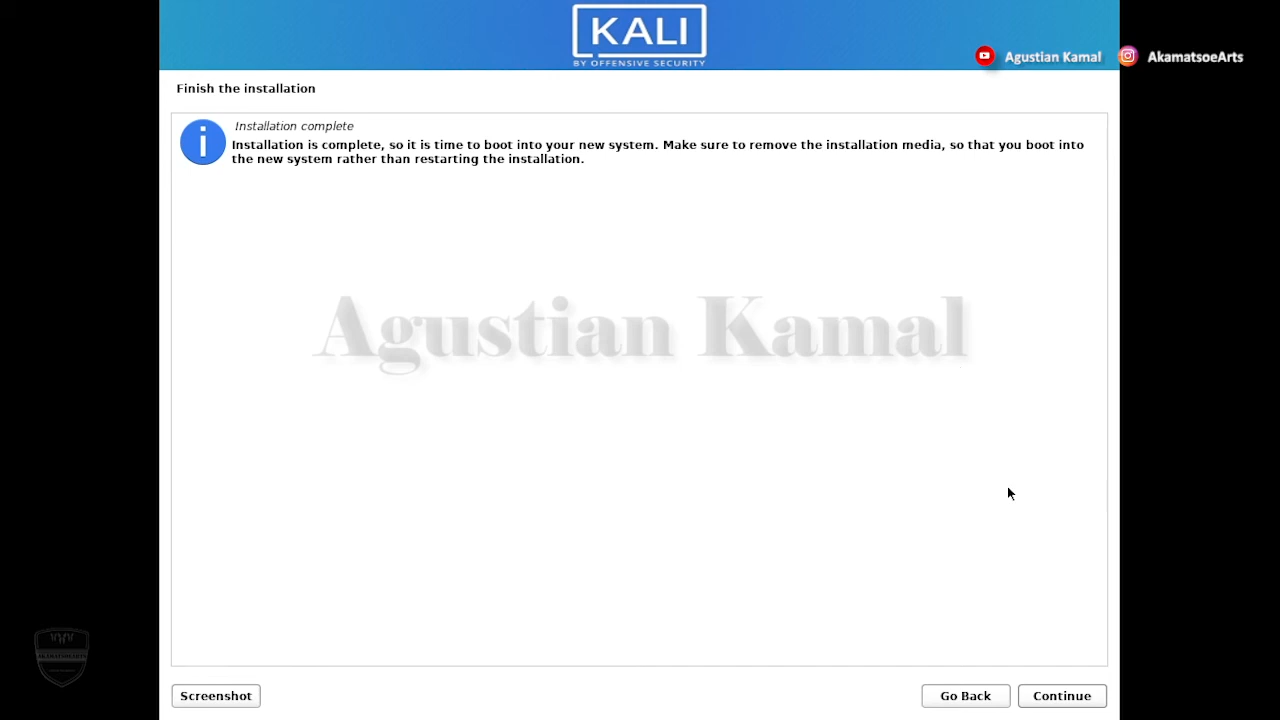 KALI
BY OFFENSIVE SECURITY
Agustian Kamal
AkamatsoeArts
Finish the installation
i
Installation complete
Installation is complete, so it is time to boot into your new system. Make sure to remove the installation media, so that you boot into
the new system rather than restarting the installation.
Agustian Kamal
Screenshot
Go Back
Continue